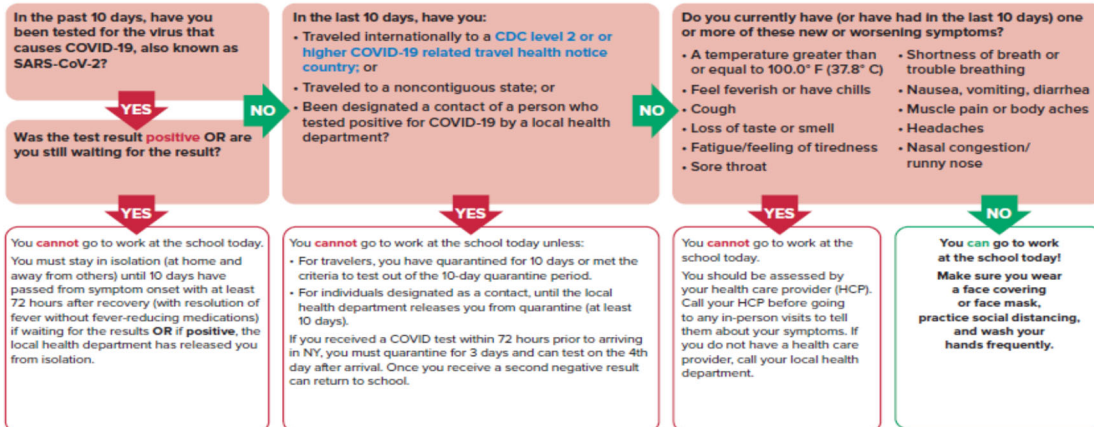 In the past 10 days, have you
been tested for the virus that
causes COVID-19, also known as
SARS-CoV-2?
YES
Was the test result positive OR are
you still waiting for the result?
YES
You cannot go to work at the school today.
You must stay in isolation (at home and
away from others) until 10 days have
passed from symptom onset with at least
72 hours after recovery (with resolution of
fever without fever-reducing medications)
if waiting for the results OR if positive, the
local health department has released you
from isolation.
NO
In the last 10 days, have you:
• Traveled internationally to a CDC level 2 or or
higher COVID-19 related travel health notice
country; or
• Traveled to a noncontiguous state; or
• Been designated a contact of a person who
tested positive for COVID-19 by a local health
department?
YES
You cannot go to work at the school today unless:
• For travelers, you have quarantined for 10 days or met the
criteria to test out of the 10-day quarantine period.
• For individuals designated as a contact, until the local
health department releases you from quarantine (at least
10 days).
If you received a COVID test within 72 hours prior to arriving
in NY, you must quarantine for 3 days and can test on the 4th
day after arrival. Once you receive a second negative result
can return to school.
NO
Do you currently have (or have had in the last 10 days) one
or more of these new or worsening symptoms?
• A temperature greater than
or equal to 100.0° F (37.8° C)
• Feel feverish or have chills
• Cough
• Loss of taste or smell
• Fatigue/feeling of tiredness
• Sore throat
• Shortness of breath or
trouble breathing
• Nausea, vomiting, diarrhea
• Muscle pain or body aches
• Headaches
• Nasal congestion/
runny nose
YES
You cannot go to work at the
school today.
You should be assessed by
your health care provider (HCP).
Call your HCP before going
to any in-person visits to tell
them about your symptoms. If
you do not have a health care
provider, call your local health
department.
NO
You can go to work
at the school today!
Make sure you wear
a face covering
or face mask,
practice social distancing,
and wash your
hands frequently.